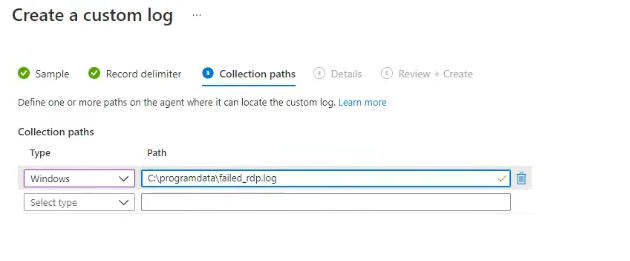 Create a custom log ...
Sample Record delimiter 3 Collection paths 4 Details 5 Review + Create
Define one or more paths on the agent where it can locate the custom log. Learn more
Collection paths
Type Path
Windows C:\programdata\failed_rdp.log
Select type